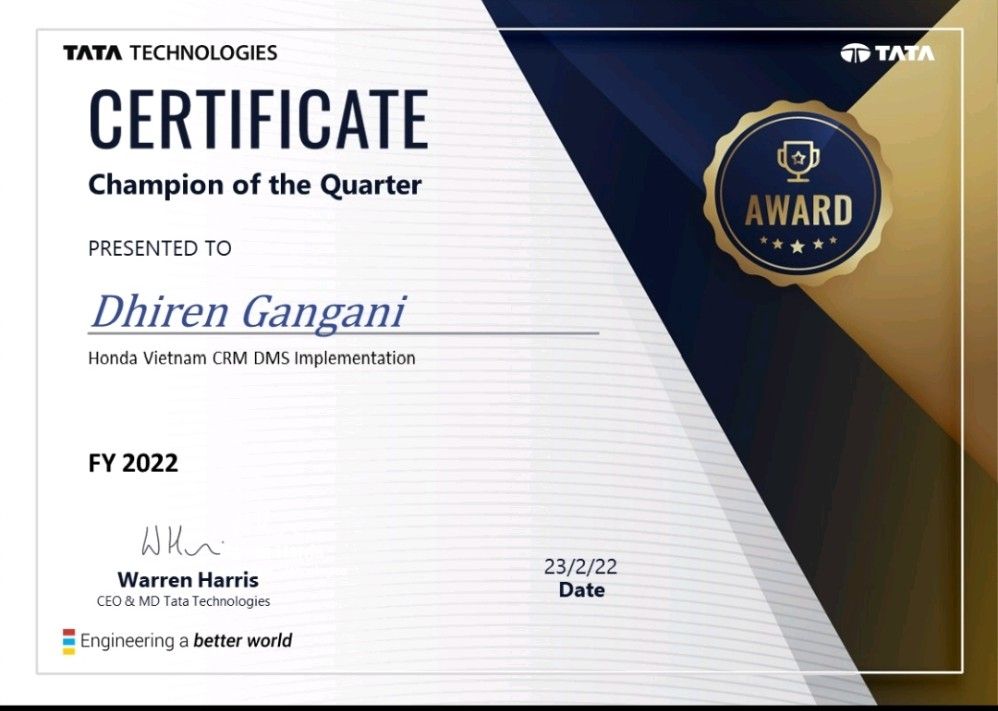 TATA TECHNOLOGIES
TATA
CERTIFICATE
Champion of the Quarter
AWARD
PRESENTED TO
Dhiren Gangani
Honda Vietnam CRM DMS Implementation
FY 2022
Warren Harris
CEO & MD Tata Technologies
23/2/22
Date
Engineering a better world